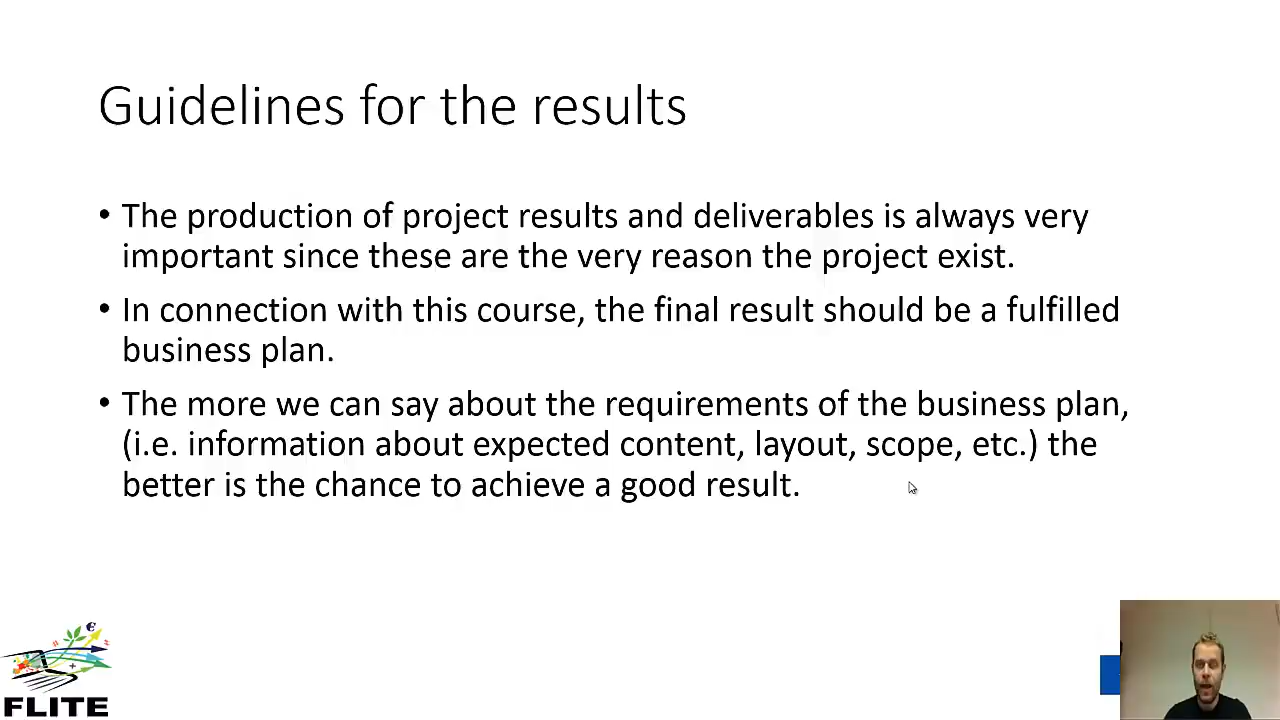 Guidelines for the results
• The production of project results and deliverables is always very
important since these are the very reason the project exist.
• In connection with this course, the final result should be a fulfilled
business plan.
• The more we can say about the requirements of the business plan,
(i.e. information about expected content, layout, scope, etc.) the
better is the chance to achieve a good result.
€
FLITE